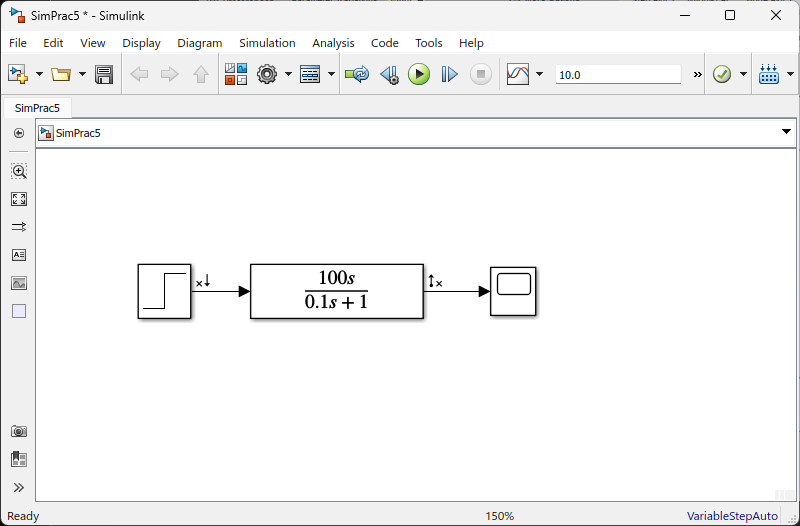 SimPrac5 * - Simulink
File Edit View Display Diagram Simulation Analysis Code Tools Help
10.0 »
SimPrac5
SimPrac5
100s
0.1s + 1
Ready 150% VariableStepAuto